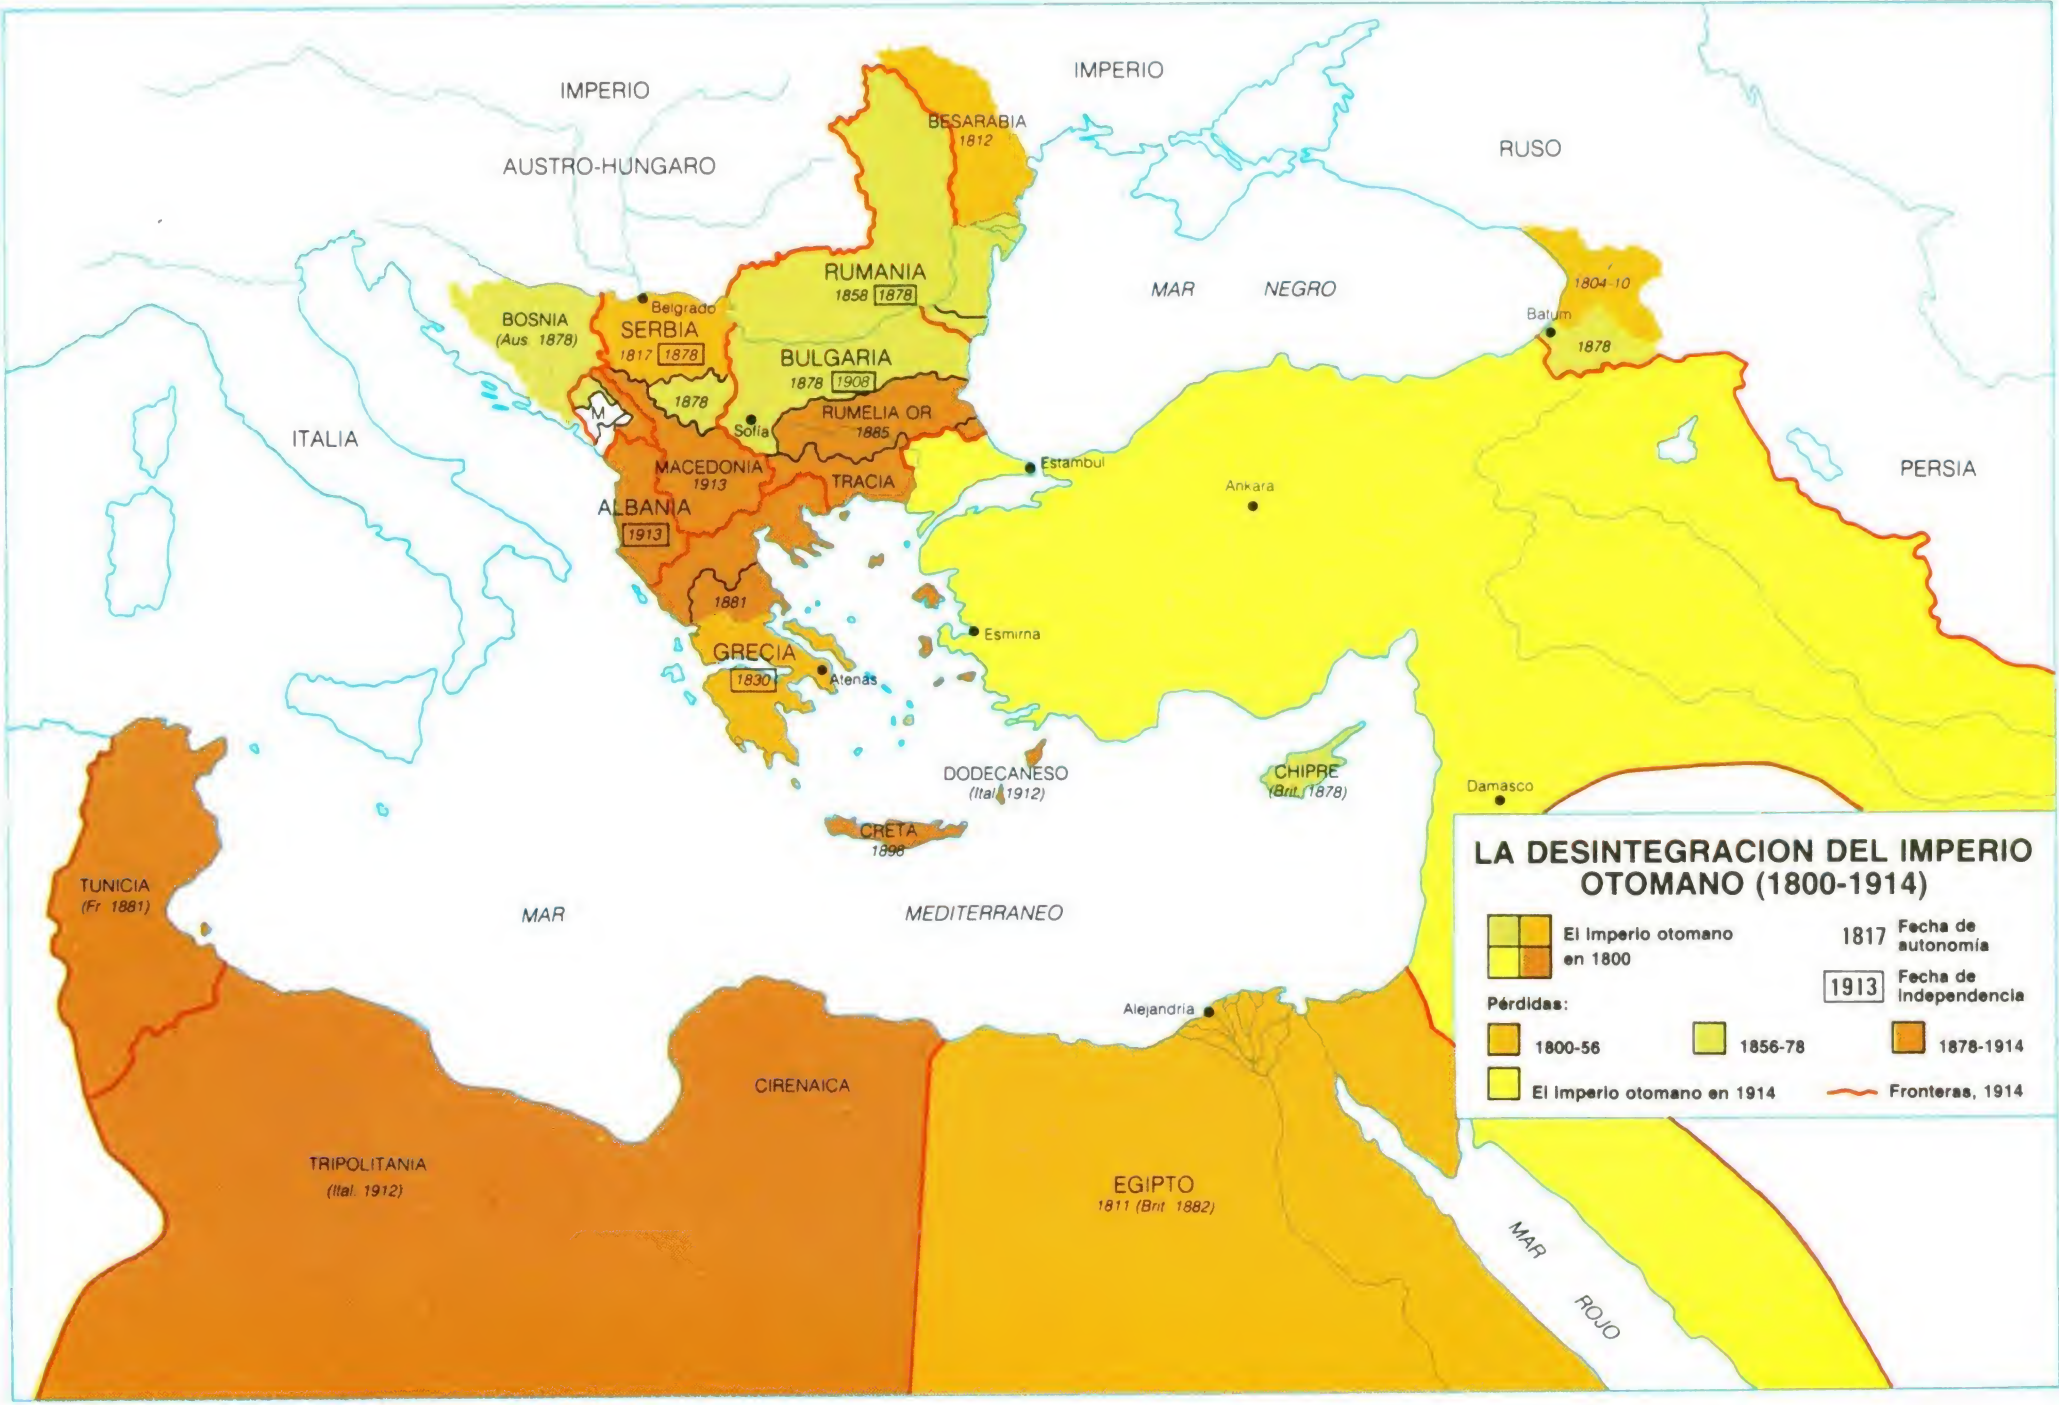 IMPERIO
AUSTRO-HUNGARO
IMPERIO
RUSO
BESARABIA
1812
RUMANIA
1858 1878
MAR NEGRO
1804-10
Batum
1878
BOSNIA
(Aus. 1878)
Belgrado
SERBIA
1817 1878
BULGARIA
1878 1908
1878
M
Sofía
RUMELIA OR
1885
ITALIA
MACEDONIA
1913
TRACIA
Estambul
Ankara
PERSIA
ALBANIA
1913
1881
Esmirna
GRECIA
1830
Atenas
DODECANESO
(Ital. 1912)
CHIPRE
(Brit. 1878)
Damasco
CRETA
1898
TUNICIA
(Fr 1881)
MAR MEDITERRANEO
Alejandría
CIRENAICA
TRIPOLITANIA
(Ital. 1912)
EGIPTO
1811 (Brit 1882)
MAR
ROJO
LA DESINTEGRACION DEL IMPERIO
OTOMANO (1800-1914)
El Imperio otomano
en 1800
1817 Fecha de
autonomía
1913 Fecha de
Independencia
Pérdidas:
1800-56 1856-78 1878-1914
El Imperio otomano en 1914 Fronteras, 1914